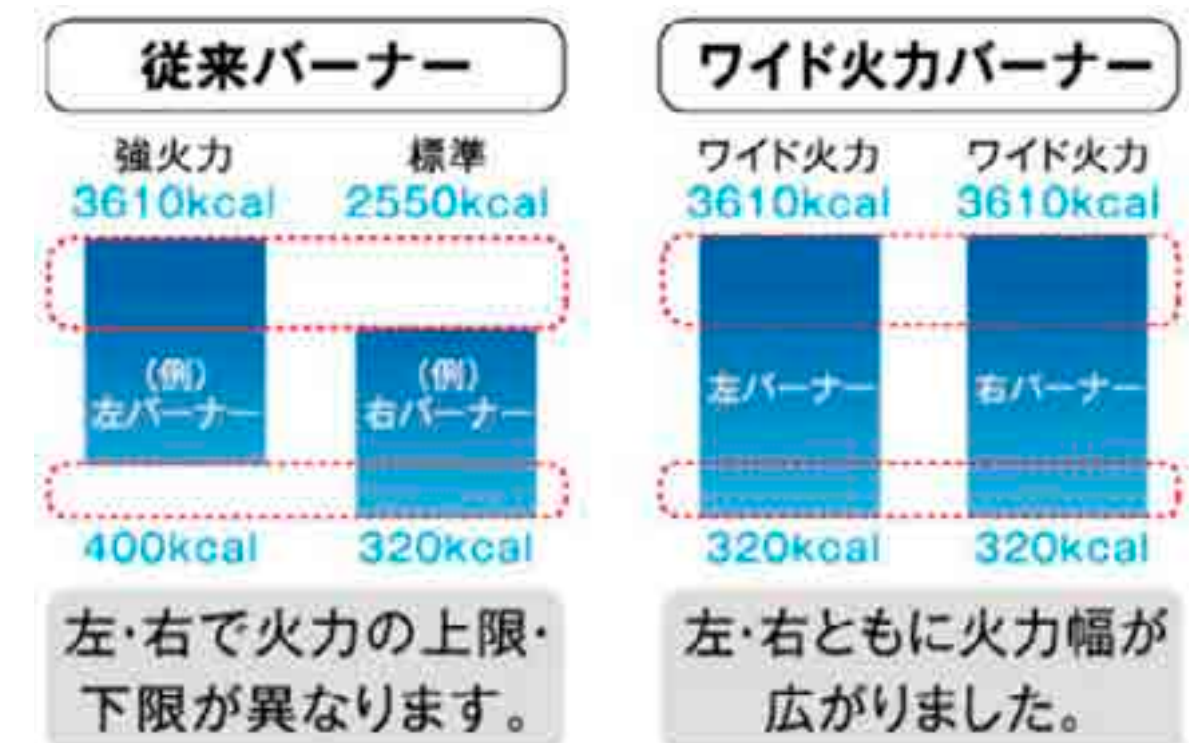 従来バーナー
強火力
3610kcal
標準
2550kcal
(例)
左バーナー
(例)
右バーナー
400kcal
320kcal
左・右で火力の上限・
下限が異なります。
ワイド火力バーナー
ワイド火力
3610kcal
ワイド火力
3610kcal
左バーナー
右バーナー
320kcal
320kcal
左・右ともに火力幅が
広がりました。